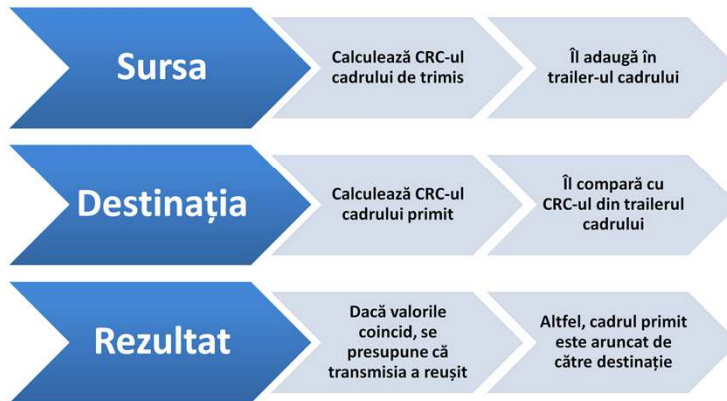 Sursa
Calculează CRC-ul
cadrului de trimis
Îl adaugă în
trailer-ul cadrului
Destinația
Calculează CRC-ul
cadrului primit
Îl compară cu
CRC-ul din trailerul
cadrului
Rezultat
Dacă valorile
coincid, se
presupune că
transmisia a reușit
Altfel, cadrul primit
este aruncat de
către destinație